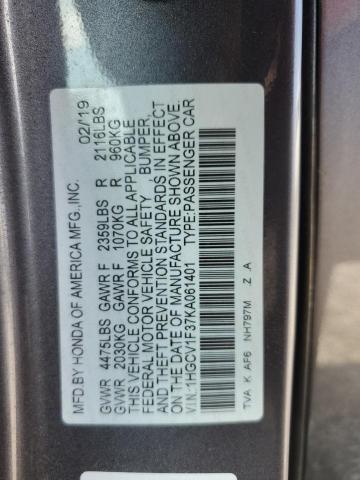 MFD.BY HONDA OF AMERICA MFG.,INC. 02/19
GVWR 4475LBS GAWR F 2359LBS R 2116LBS
GVWR 2030KG GAWR F 1070KG R 960KG
THIS VEHICLE CONFORMS TO ALL APPLICABLE
FEDERAL MOTOR VEHICLE SAFETY BUMPER,
AND THEFT PREVENTION STANDARDS IN EFFECT
ON THE DATE OF MANUFACTURE SHOWN ABOVE.
V.I.N.:1HGCV1F37KA061401 TYPE:PASSENGER CAR
TVA K AF6 NH797M Z A